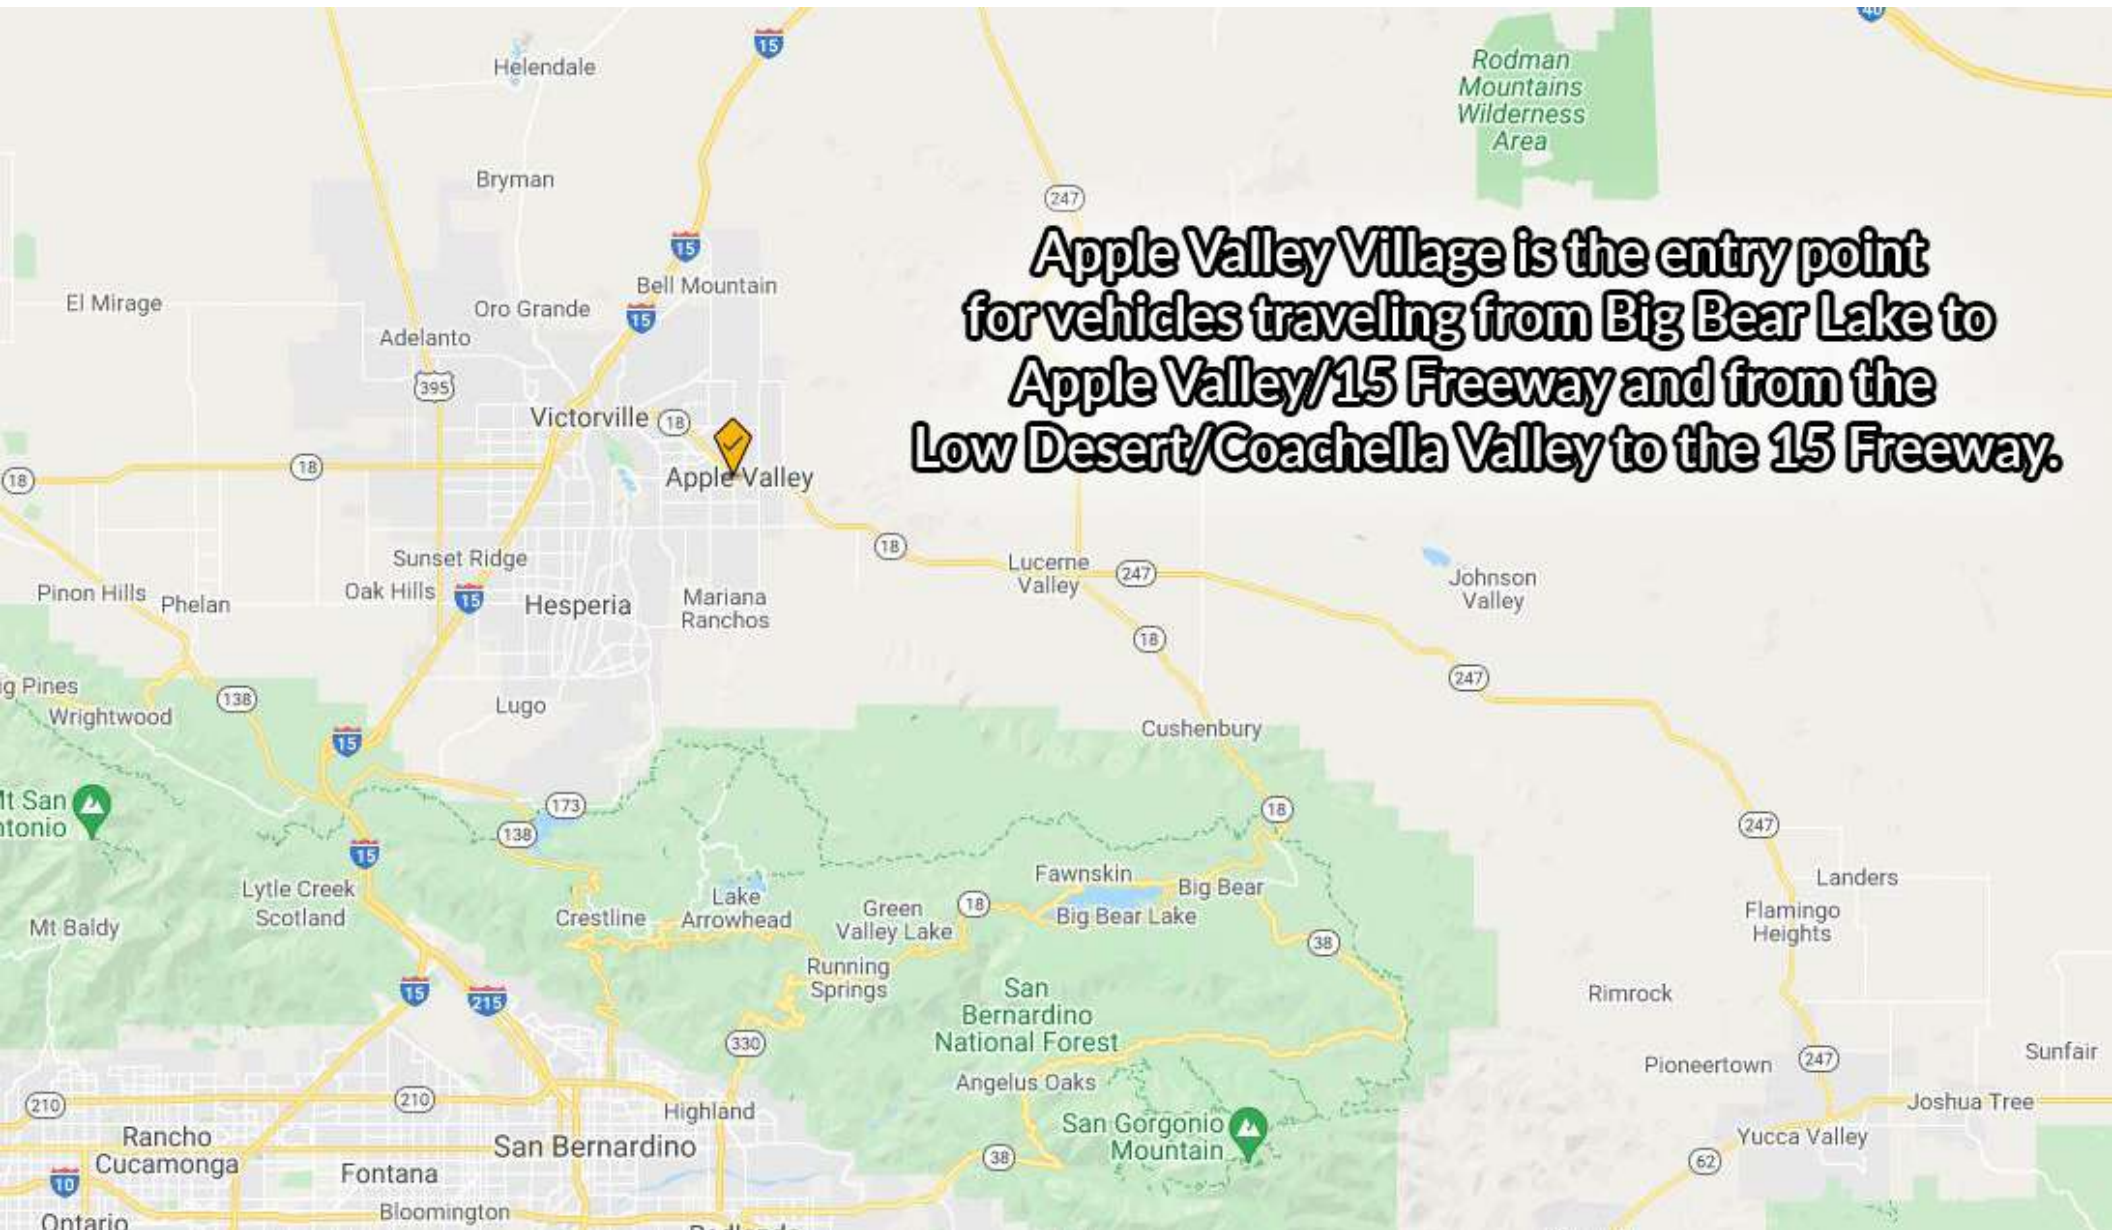 40
15
Helendale
Rodman
Mountains
Wilderness
Area
Bryman
247
15
Apple Valley Village is the entry point
for vehicles traveling from Big Bear Lake to
Apple Valley/15 Freeway and from the
Low Desert/Coachella Valley to the 15 Freeway.
Bell Mountain
El Mirage
Oro Grande
15
Adelanto
395
Victorville
18
18
18
Apple Valley
18
Sunset Ridge
Lucerne
Valley
247
Johnson
Valley
Pinon Hills
Phelan
Oak Hills
15
Hesperia
Mariana
Ranchos
18
247
ig Pines
138
Wrightwood
Lugo
15
Cushenbury
Mt San
ntonio
173
138
18
247
15
Lytle Creek
Scotland
Mt Baldy
Crestline
Lake
Arrowhead
Green
Valley Lake
18
Fawnskin
Big Bear
Big Bear Lake
Landers
Flamingo
Heights
38
Running
Springs
15
215
San
Bernardino
National Forest
Rimrock
330
Angelus Oaks
Pioneertown
247
Sunfair
210
210
Highland
San Gorgonio
Mountain
Joshua Tree
Rancho
Cucamonga
San Bernardino
Yucca Valley
38
62
10
Fontana
Bloomington
Ontario